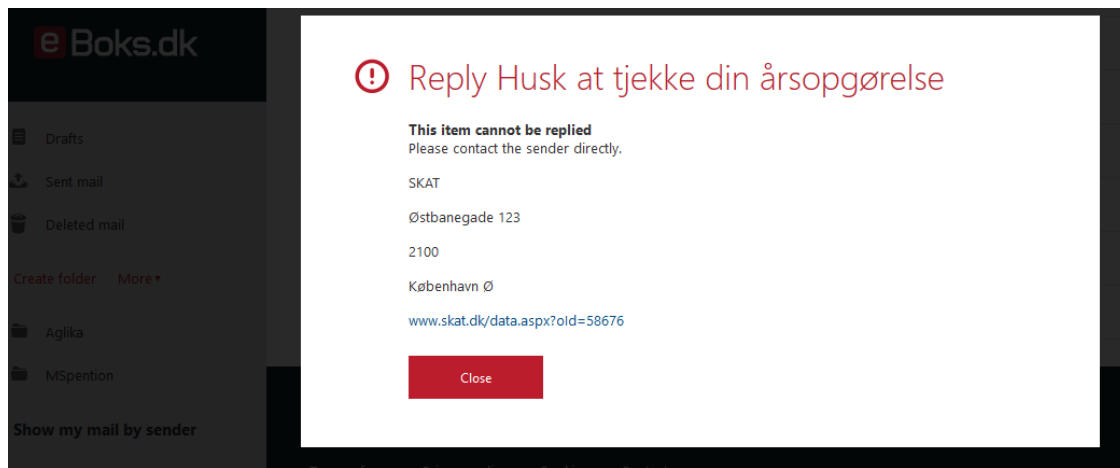 e Boks.dk
Drafts
Sent mail
Deleted mail
Create folder More
Aglika
MSpention
Show my mail by sender
Reply Husk at tjekke din årsopgørelse
This item cannot be replied
Please contact the sender directly.
SKAT
Østbanegade 123
2100
København Ø
www.skat.dk/data.aspx?oId=58676
Close